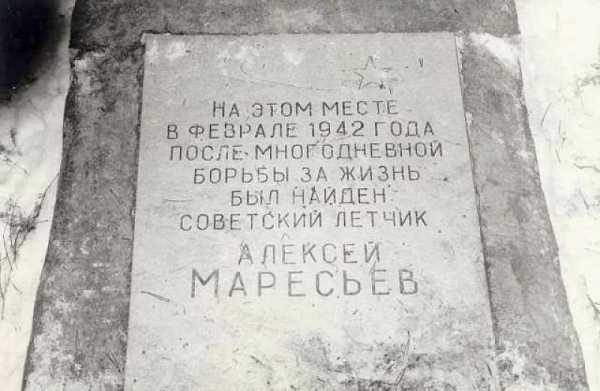 НА ЭТОМ МЕСТЕ
В ФЕВРАЛЕ 1942 ГОДА
ПОСЛЕ МНОГОДНЕВНОЙ
БОРЬБЫ ЗА ЖИЗНЬ
БЫЛ НАЙДЕН
СОВЕТСКИЙ ЛЕТЧИК
АЛЕКСЕЙ
МАРЕСЬЕВ